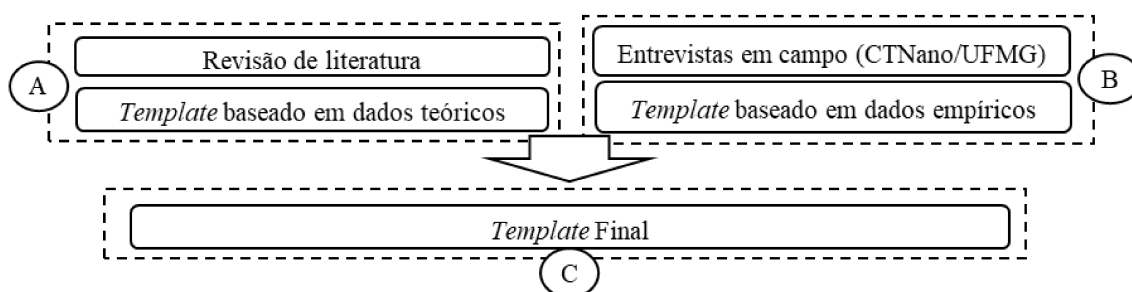 A
Revisão de literatura
Template baseado em dados teóricos
Entrevistas em campo (CTNano/UFMG)
Template baseado em dados empíricos
B
Template Final
C